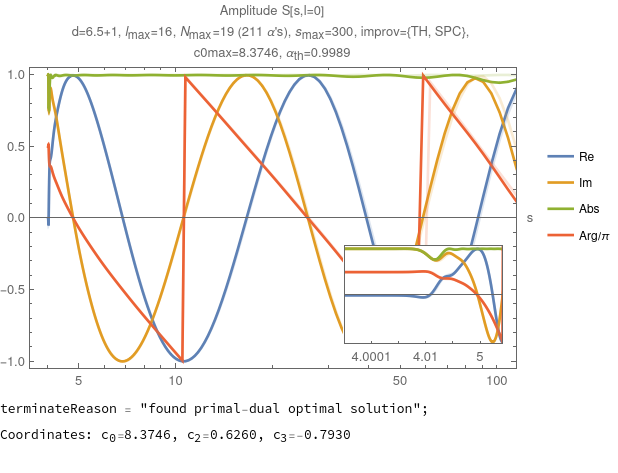 Amplitude S[s,l=0]
d=6.5+1, lmax=16, Nmax=19 (211 α's), smax=300, improv={TH, SPC},
c0max=8.3746, αth=0.9989
1.0
0.5
0.0
−0.5
−1.0
5
10
50
100
s
4.0001
4.01
5
Re
Im
Abs
Arg/π
terminateReason = "found primal-dual optimal solution";
Coordinates: c0=8.3746, c2=0.6260, c3=-0.7930